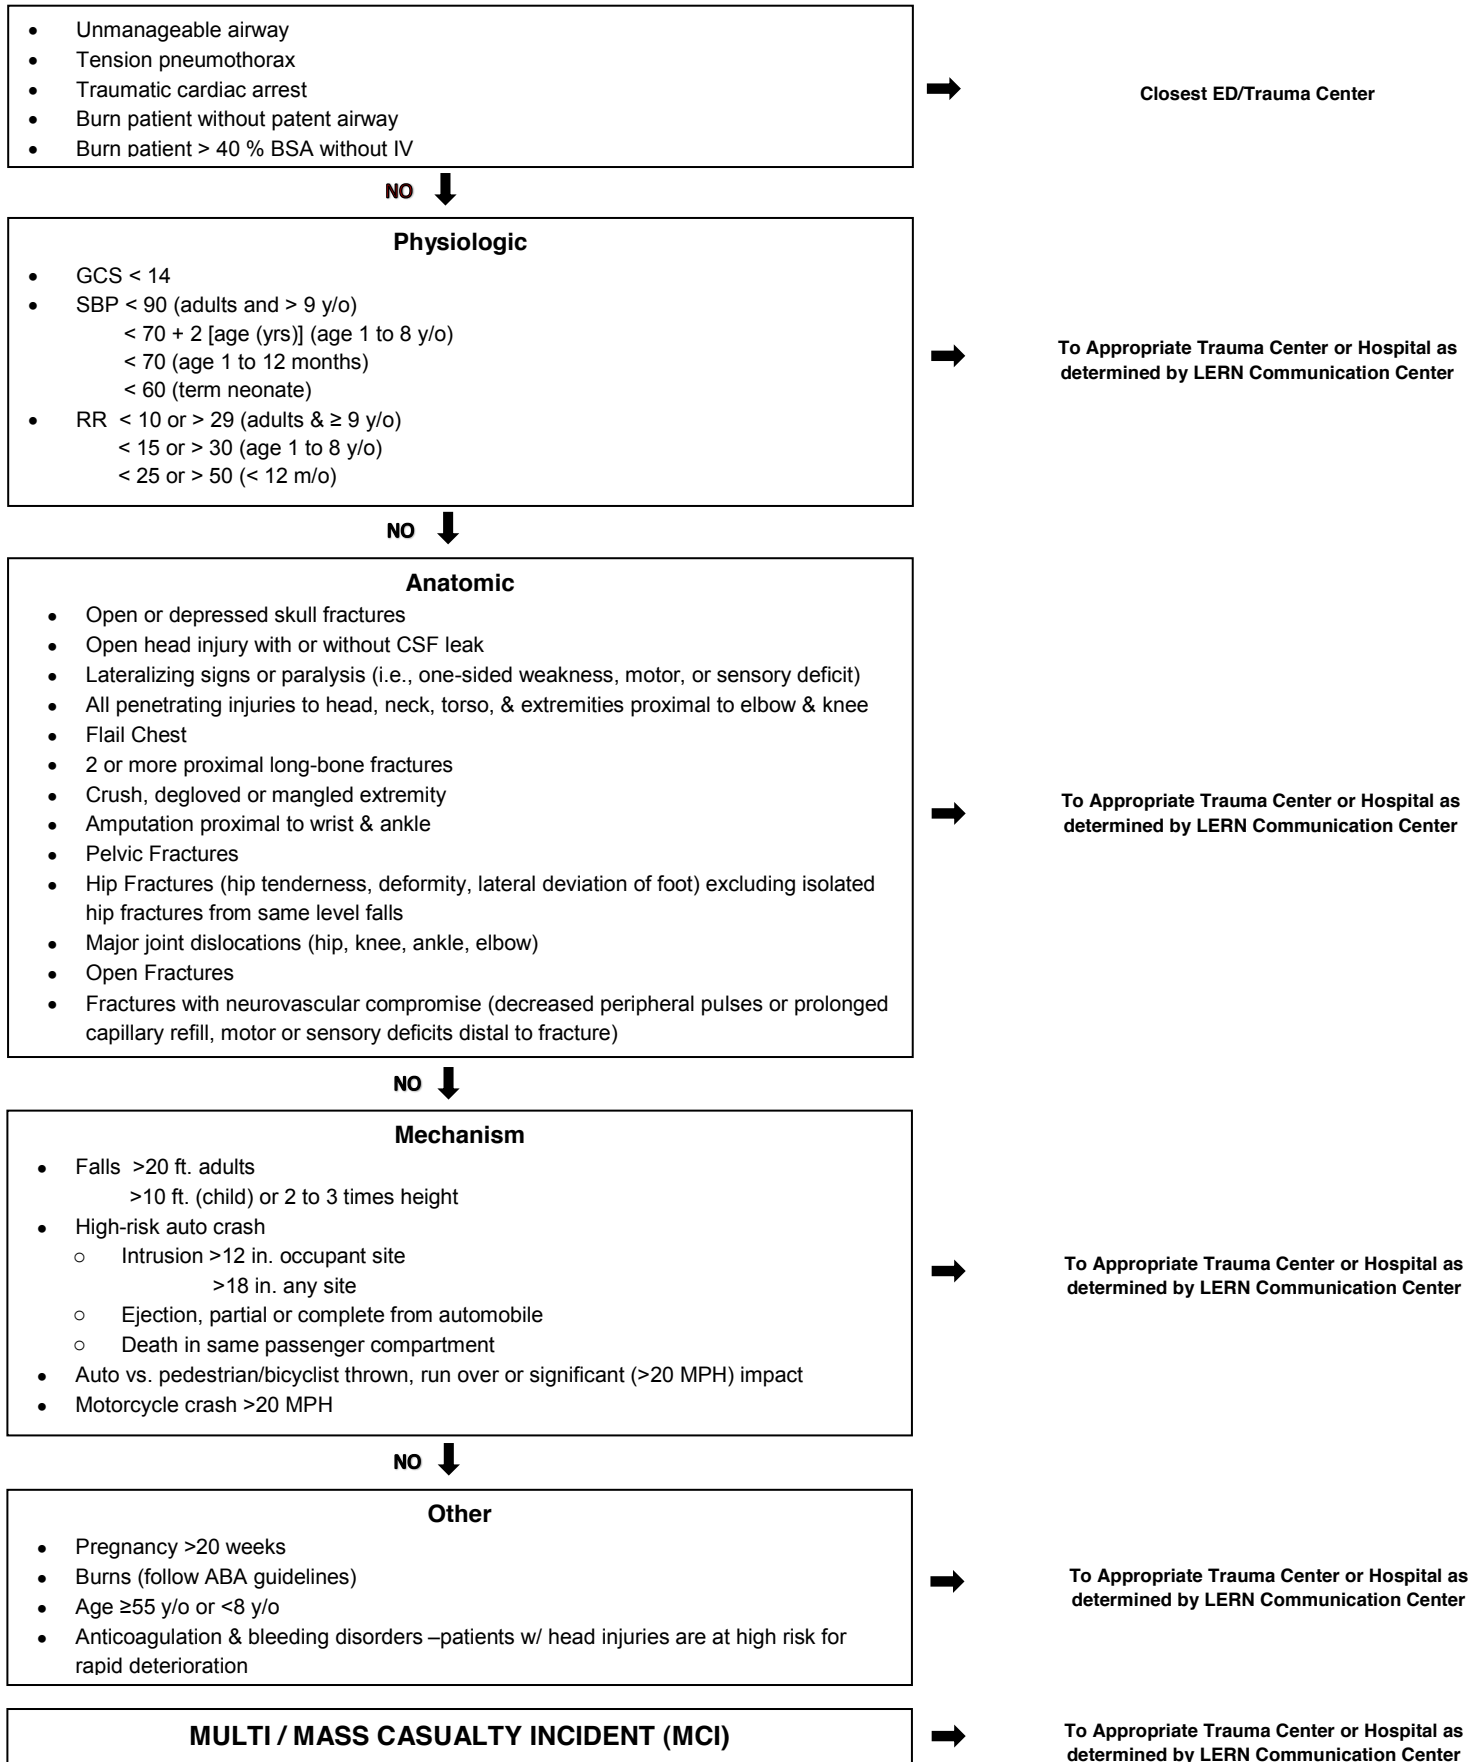 • Unmanageable airway
• Tension pneumothorax
• Traumatic cardiac arrest
• Burn patient without patent airway
• Burn patient > 40 % BSA without IV
Closest ED/Trauma Center
NO
Physiologic
• GCS < 14
• SBP < 90 (adults and > 9 y/o)
< 70 + 2 [age (yrs)] (age 1 to 8 y/o)
< 70 (age 1 to 12 months)
< 60 (term neonate)
• RR < 10 or > 29 (adults & ≥ 9 y/o)
< 15 or > 30 (age 1 to 8 y/o)
< 25 or > 50 (< 12 m/o)
To Appropriate Trauma Center or Hospital as
determined by LERN Communication Center
NO
Anatomic
• Open or depressed skull fractures
• Open head injury with or without CSF leak
• Lateralizing signs or paralysis (i.e., one-sided weakness, motor, or sensory deficit)
• All penetrating injuries to head, neck, torso, & extremities proximal to elbow & knee
• Flail Chest
• 2 or more proximal long-bone fractures
• Crush, degloved or mangled extremity
• Amputation proximal to wrist & ankle
• Pelvic Fractures
• Hip Fractures (hip tenderness, deformity, lateral deviation of foot) excluding isolated
hip fractures from same level falls
• Major joint dislocations (hip, knee, ankle, elbow)
• Open Fractures
• Fractures with neurovascular compromise (decreased peripheral pulses or prolonged
capillary refill, motor or sensory deficits distal to fracture)
To Appropriate Trauma Center or Hospital as
determined by LERN Communication Center
NO
Mechanism
• Falls >20 ft. adults
>10 ft. (child) or 2 to 3 times height
• High-risk auto crash
○ Intrusion >12 in. occupant site
>18 in. any site
○ Ejection, partial or complete from automobile
○ Death in same passenger compartment
• Auto vs. pedestrian/bicyclist thrown, run over or significant (>20 MPH) impact
• Motorcycle crash >20 MPH
To Appropriate Trauma Center or Hospital as
determined by LERN Communication Center
NO
Other
• Pregnancy >20 weeks
• Burns (follow ABA guidelines)
• Age ≥55 y/o or <8 y/o
• Anticoagulation & bleeding disorders –patients w/ head injuries are at high risk for
rapid deterioration
To Appropriate Trauma Center or Hospital as
determined by LERN Communication Center
MULTI / MASS CASUALTY INCIDENT (MCI)
To Appropriate Trauma Center or Hospital as
determined by LERN Communication Center